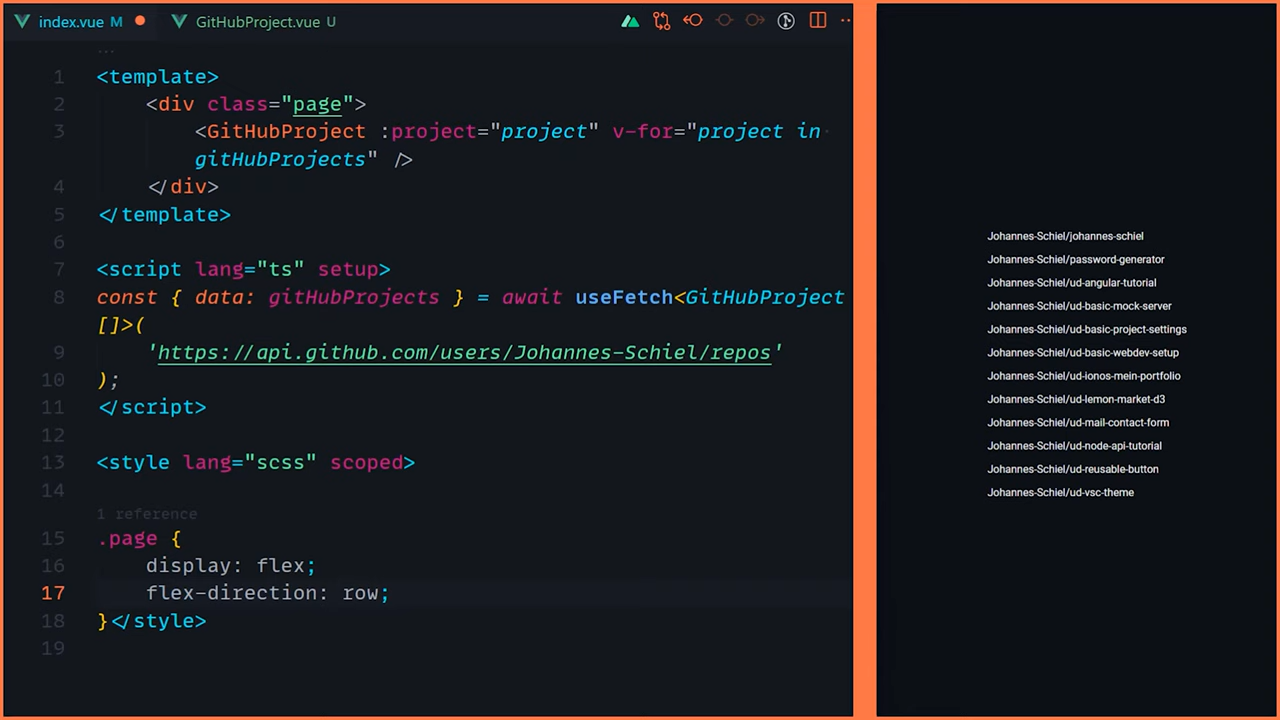 index.vue M
GitHubProject.vue U
1 <template>
2 <div class="page">
3 <GitHubProject :project="project" v-for="project in
gitHubProjects" />
4 </div>
5 </template>
6
7 <script lang="ts" setup>
8 const { data: gitHubProjects } = await useFetch<GitHubProject
[]>(
9 'https://api.github.com/users/Johannes-Schiel/repos'
10 );
11 </script>
12
13 <style lang="scss" scoped>
14
1 reference
15 .page {
16 display: flex;
17 flex-direction: row;
18 }</style>
19
Johannes-Schiel/johannes-schiel
Johannes-Schiel/password-generator
Johannes-Schiel/ud-angular-tutorial
Johannes-Schiel/ud-basic-mock-server
Johannes-Schiel/ud-basic-project-settings
Johannes-Schiel/ud-basic-webdev-setup
Johannes-Schiel/ud-ionos-mein-portfolio
Johannes-Schiel/ud-lemon-market-d3
Johannes-Schiel/ud-mail-contact-form
Johannes-Schiel/ud-node-api-tutorial
Johannes-Schiel/ud-reusable-button
Johannes-Schiel/ud-vsc-theme